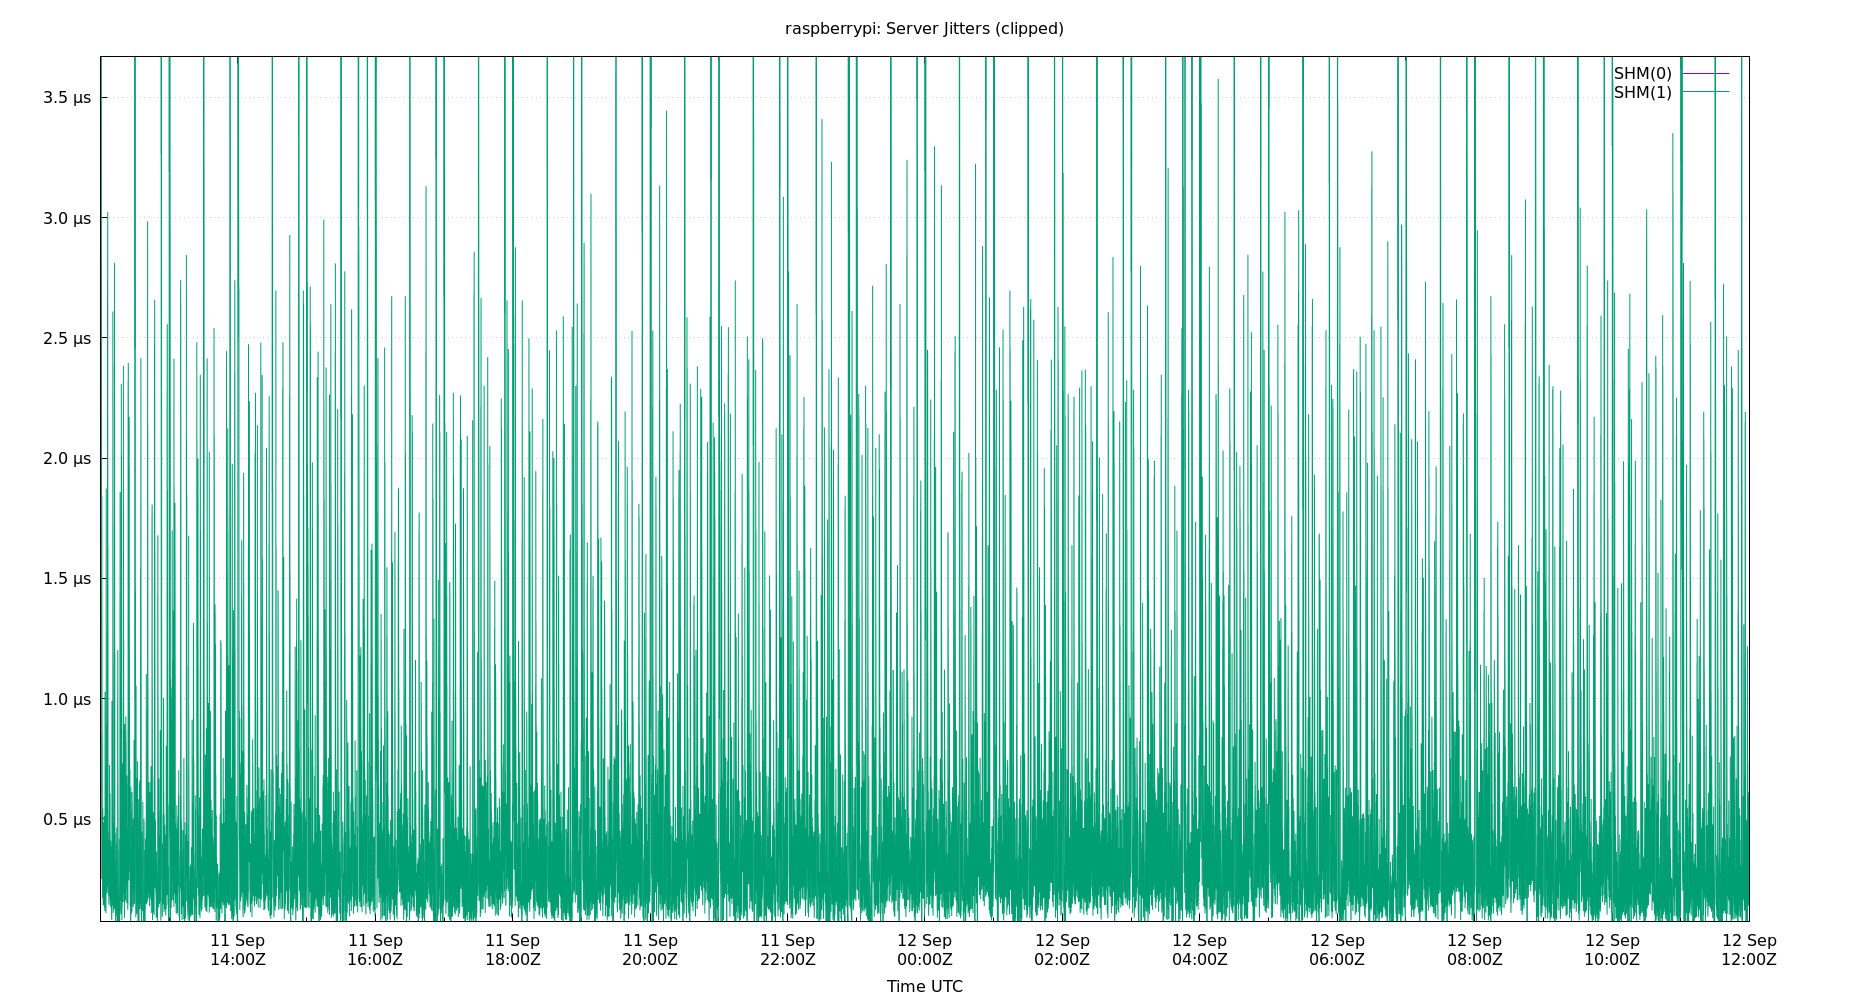 raspberrypi: Server Jitters (clipped)
SHM(0)
SHM(1)
3.5 µs
3.0 µs
2.5 µs
2.0 µs
1.5 µs
1.0 µs
0.5 µs
11 Sep 11 Sep 11 Sep 11 Sep 11 Sep 12 Sep 12 Sep 12 Sep 12 Sep 12 Sep 12 Sep 12 Sep
14:00Z 16:00Z 18:00Z 20:00Z 22:00Z 00:00Z 02:00Z 04:00Z 06:00Z 08:00Z 10:00Z 12:00Z
Time UTC